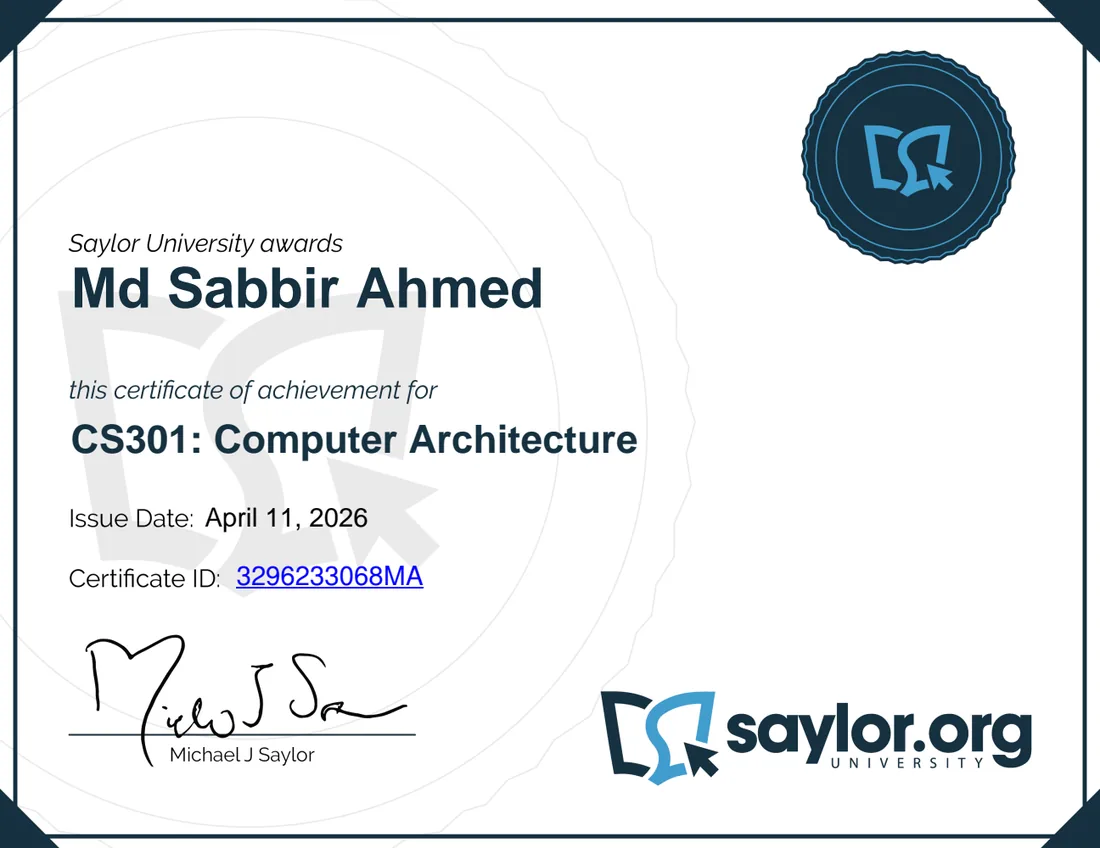 Saylor University awards
Md Sabbir Ahmed
this certificate of achievement for
CS301: Computer Architecture
Issue Date: April 11, 2026
Certificate ID: 3296233068MA
Michael J Saylor
saylor.org
UNIVERSITY